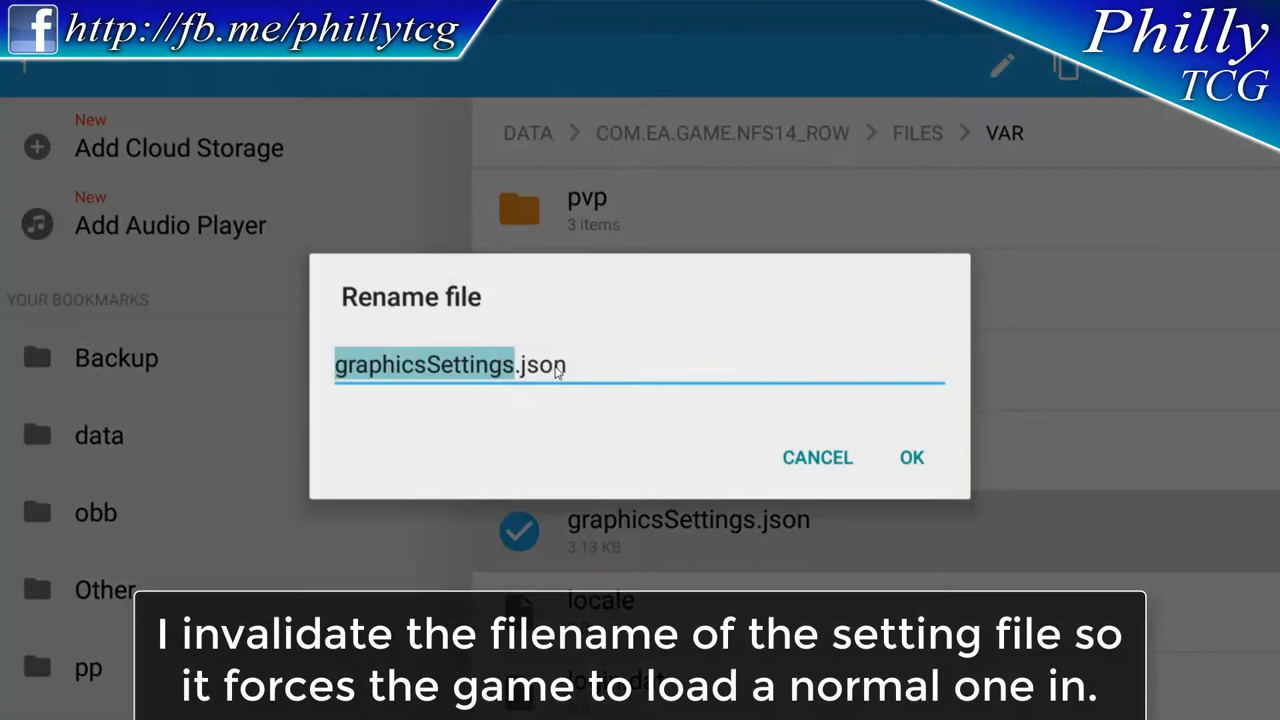 http://fb.me/phillytcg
Philly
TCG
New
Add Cloud Storage
New
Add Audio Player
YOUR BOOKMARKS
Backup
data
obb
Other
pp
DATA > COM.EA.GAME.NFS14_ROW > FILES > VAR
pvp
3 items
Rename file
graphicsSettings.json
CANCEL OK
graphicsSettings.json
3.13 KB
locale
I invalidate the filename of the setting file so
it forces the game to load a normal one in.